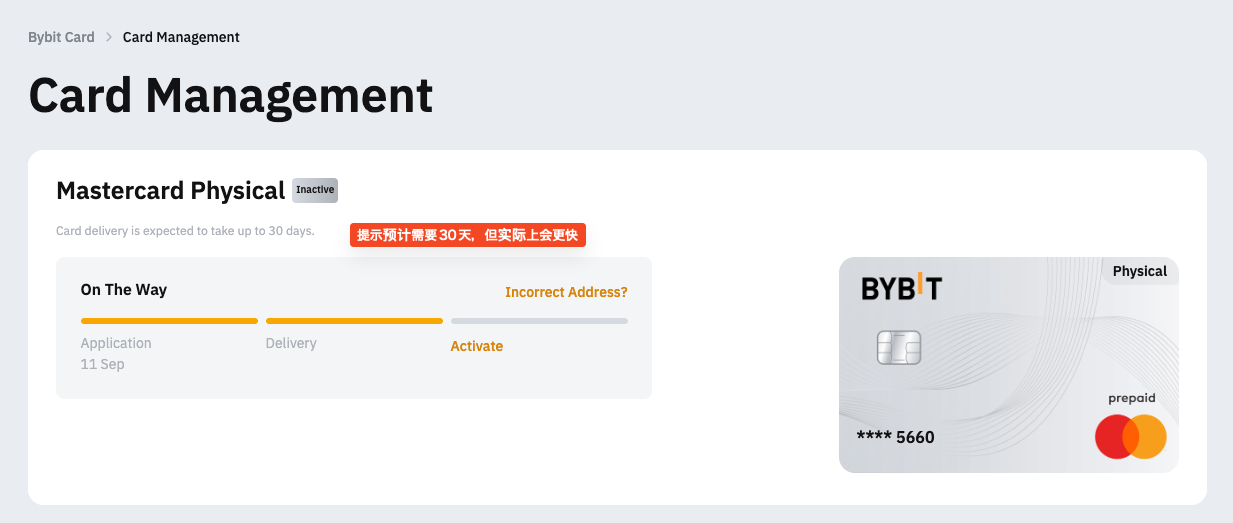 Bybit Card > Card Management
Card Management
Mastercard Physical Inactive
Card delivery is expected to take up to 30 days.
提示预计需要30天，但实际上会更快
On The Way
Incorrect Address?
Application
Delivery
Activate
11 Sep
Physical
BYBIT
prepaid
**** 5660